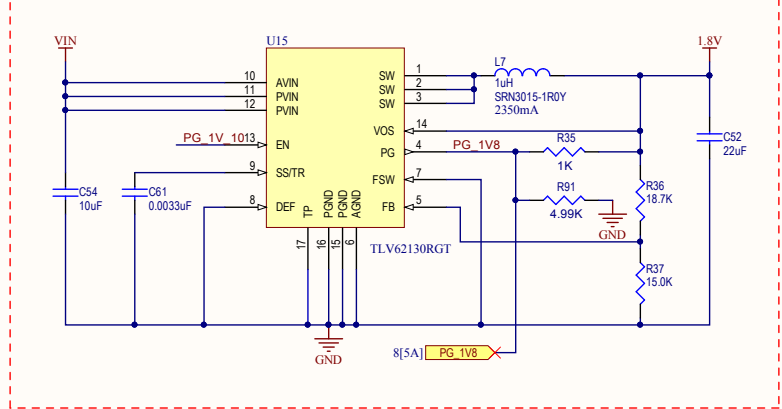 VIN
U15
1.8V
10 AVIN
11 PVIN
12 PVIN
PG_1V_10 13 EN
9 SS/TR
8 DEF
SW 1
SW 2
SW 3
VOS 14
PG 4
PG_1V8
FSW 7
FB 5
TP 17
PGND 16
PGND 15
AGND 6
TLV62130RGT
L7
1uH
SRN3015-1R0Y
2350mA
C52
22uF
R35
1K
R91
4.99K
GND
R36
18.7K
R37
15.0K
C54
10uF
C61
0.0033uF
GND
8[5A] PG_1V8